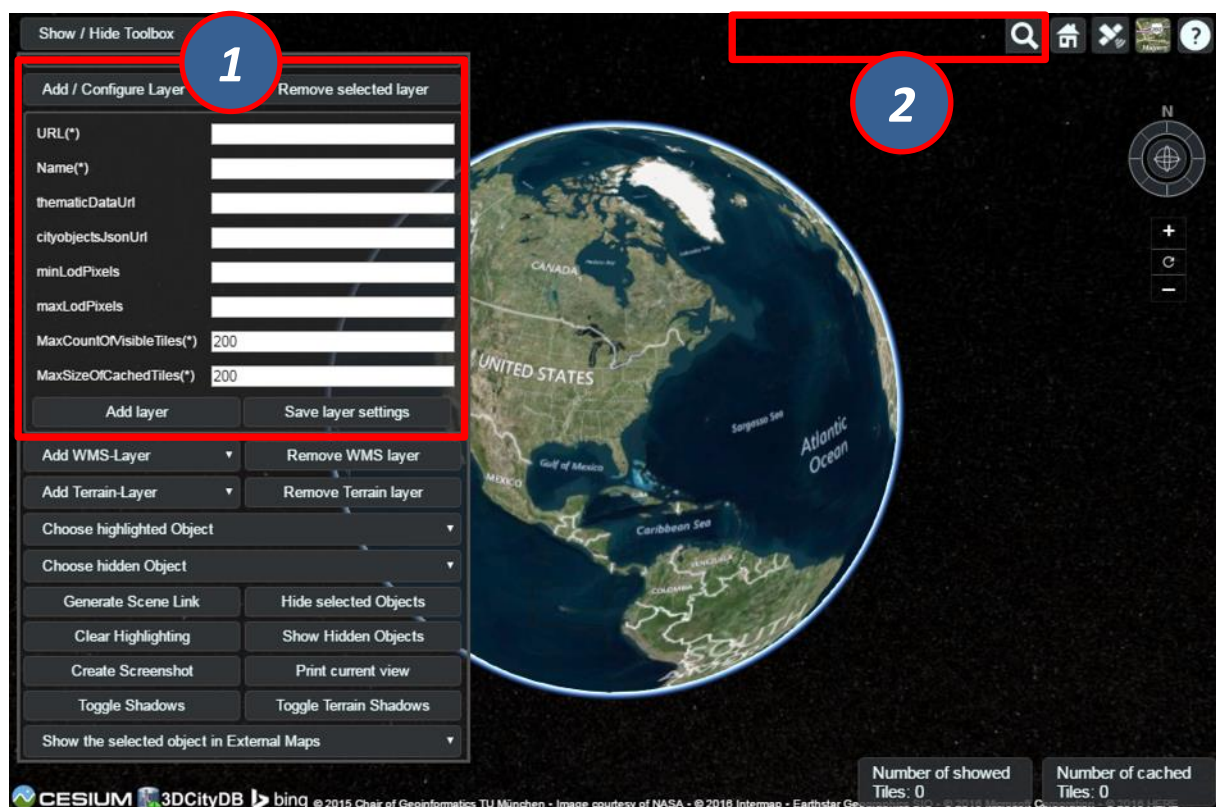 Show / Hide Toolbox
1
2
?
Add / Configure Layer
Remove selected layer
URL(*)
Name(*)
thematicDataUrl
cityobjectsJsonUrl
minLodPixels
maxLodPixels
MaxCountOfVisibleTiles(*) 200
MaxSizeOfCachedTiles(*) 200
Add layer
Save layer settings
Add WMS-Layer
Remove WMS layer
Add Terrain-Layer
Remove Terrain layer
Choose highlighted Object
Choose hidden Object
Generate Scene Link
Hide selected Objects
Clear Highlighting
Show Hidden Objects
Create Screenshot
Print current view
Toggle Shadows
Toggle Terrain Shadows
Show the selected object in External Maps
N
+
−
CANADA
UNITED STATES
Sargasso Sea
Atlantic
Ocean
Gulf of Mexico
MEXICO
Caribbean Sea
VENEZUELA
COLOMBIA
Number of showed
Tiles: 0
Number of cached
Tiles: 0
CESIUM 3DCityDB bing © 2015 Chair of Geoinformatics TU München - Image courtesy of NASA - © 2016 Intermap - Earthstar